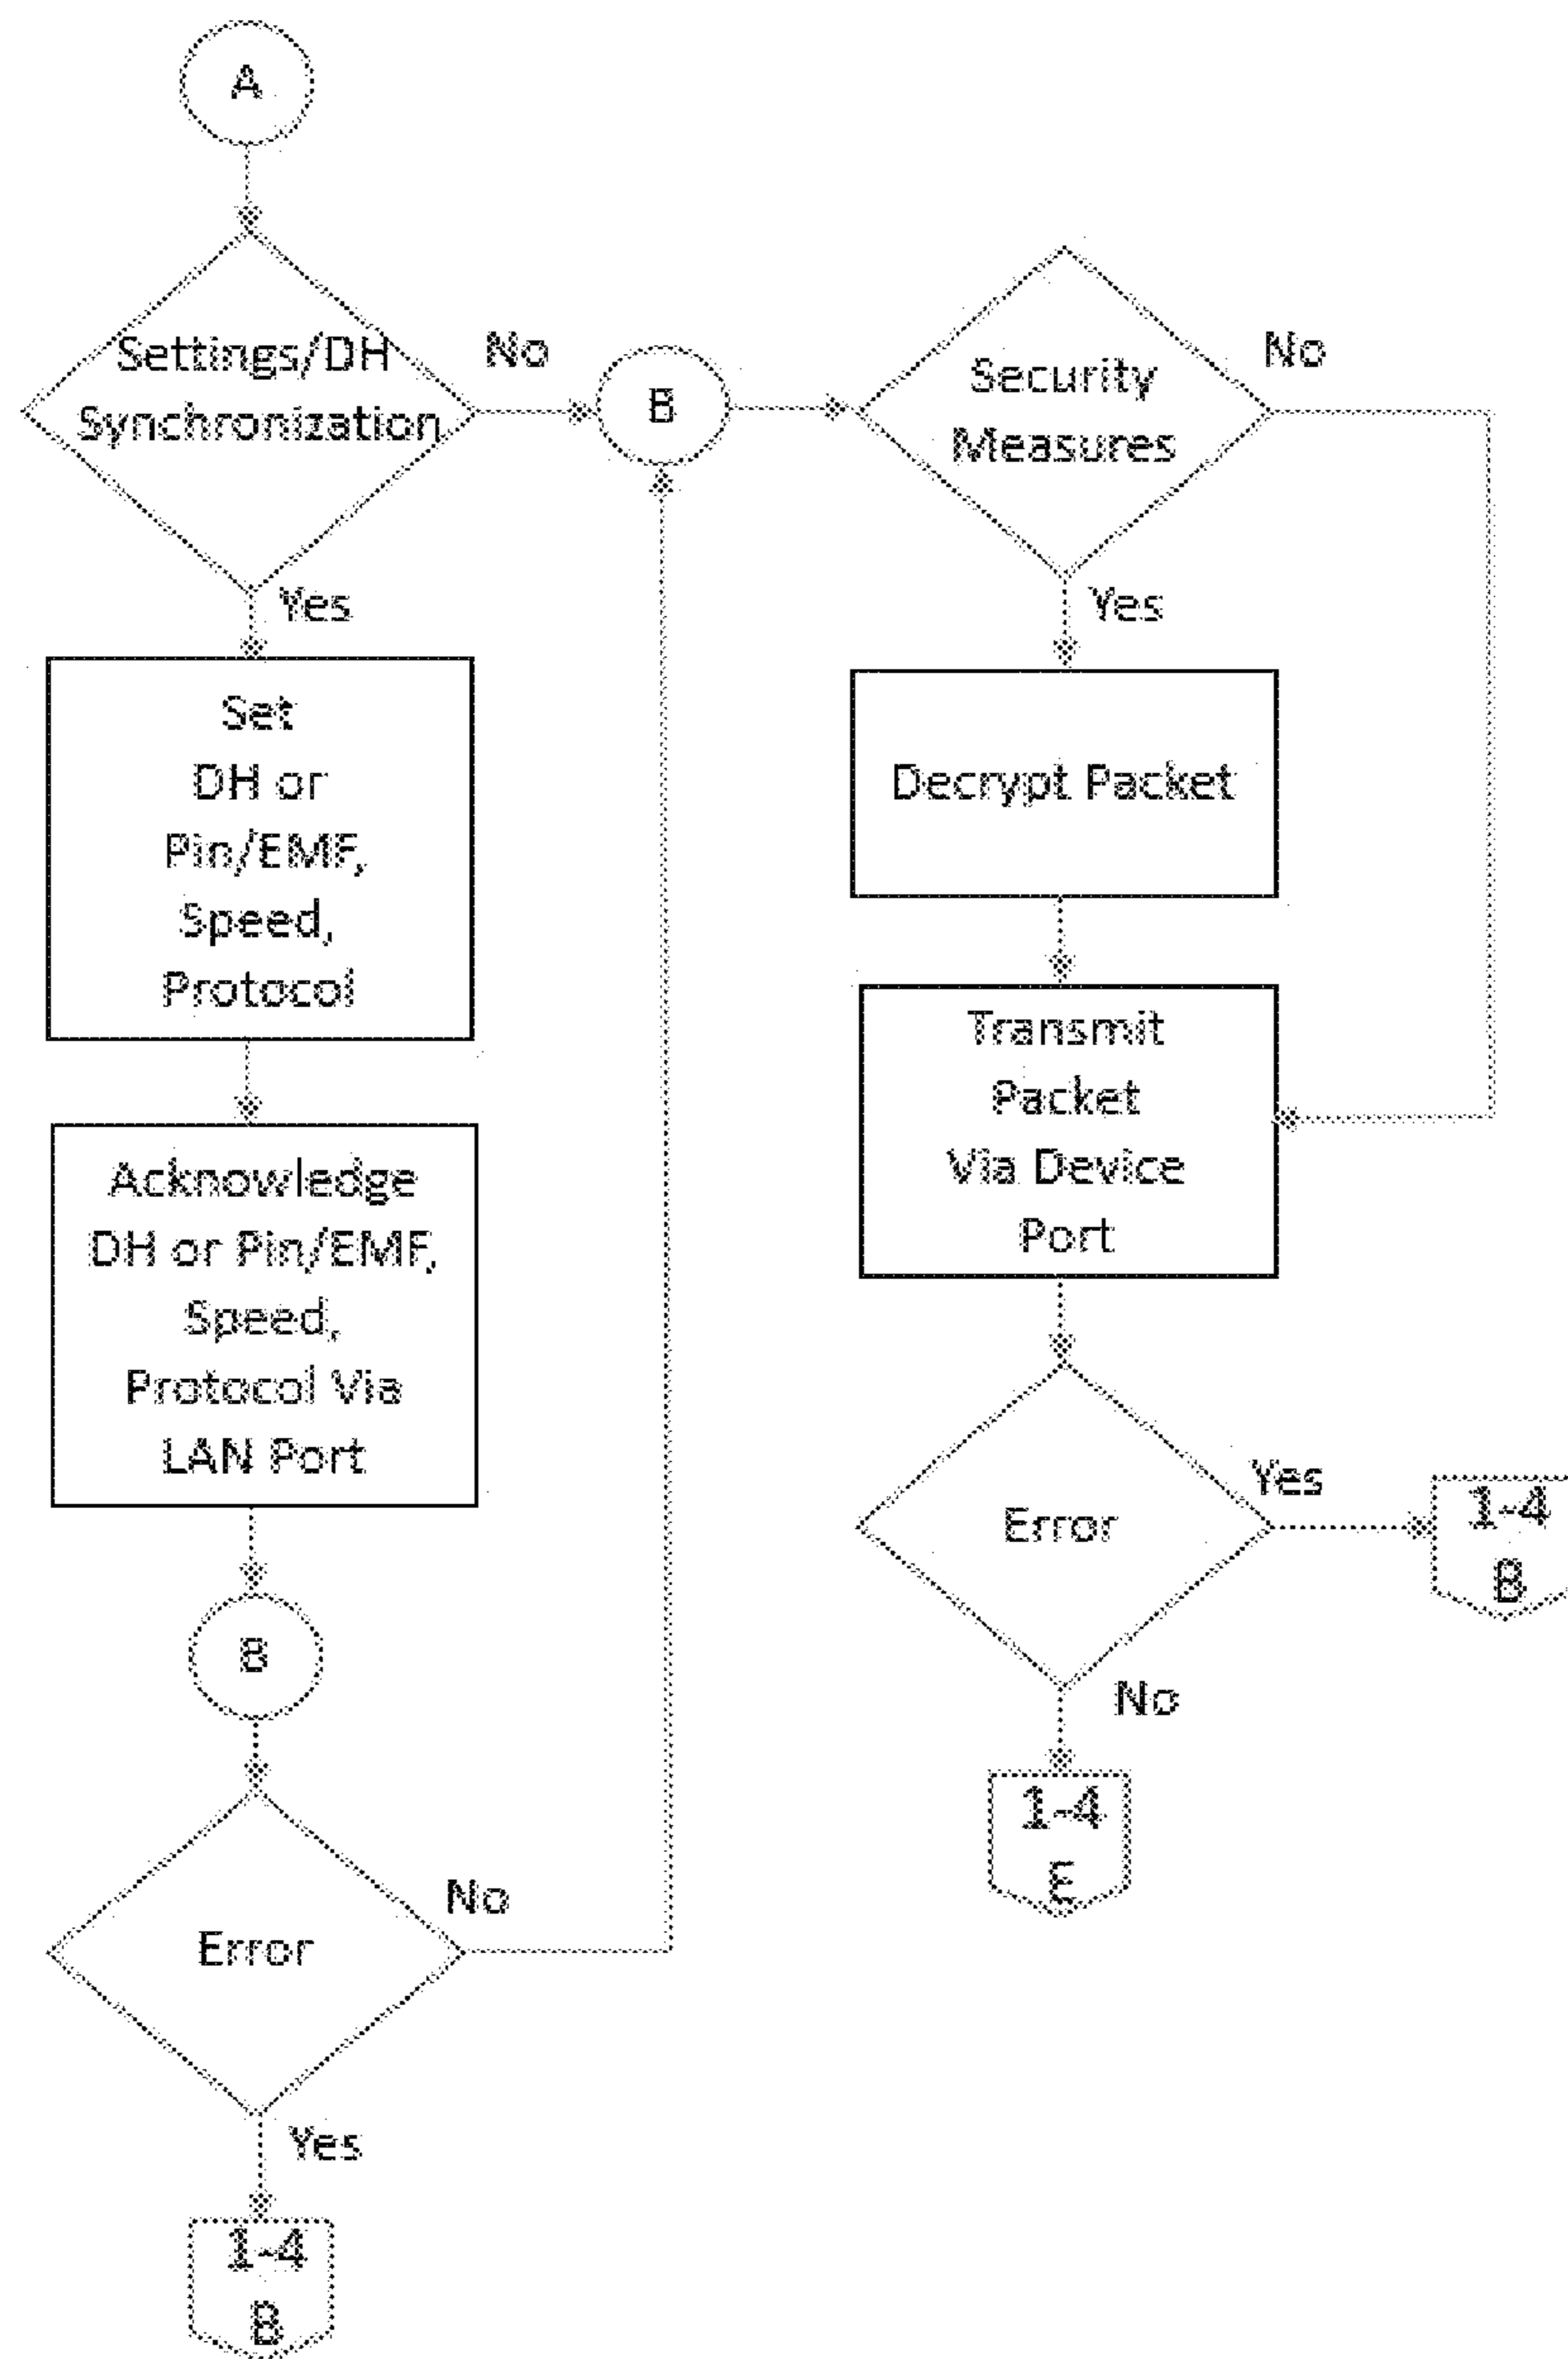 A
Settings/DH
Synchronization
No
Yes
Set
DH or
Pin/EMF,
Speed,
Protocol
Acknowledge
DH or Pin/EMF,
Speed,
Protocol Via
LAN Port
B
Error
No
Yes
1-4
B
B
Security
Measures
No
Yes
Decrypt Packet
Transmit
Packet
Via Device
Port
Error
Yes
1-4
B
No
1-4
E